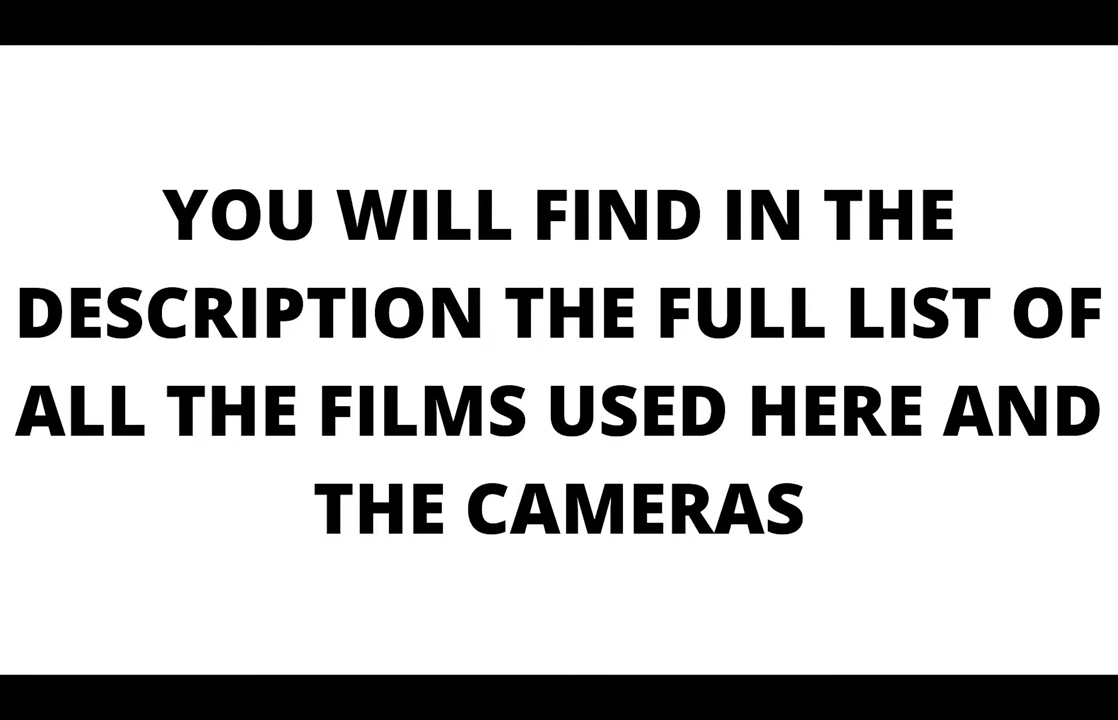 YOU WILL FIND IN THE
DESCRIPTION THE FULL LIST OF
ALL THE FILMS USED HERE AND
THE CAMERAS